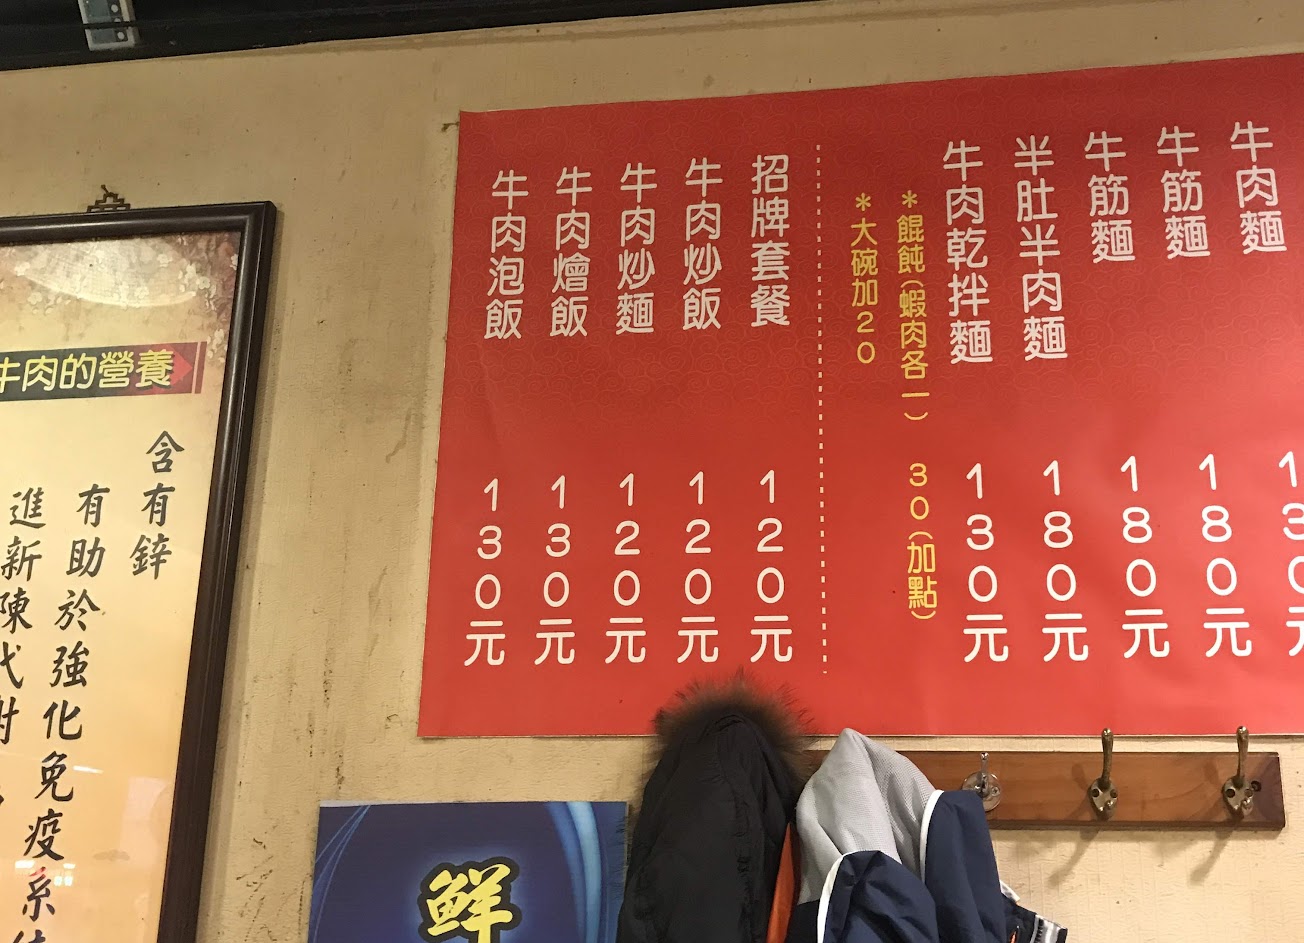 牛肉麵 130
牛筋麵 180元
牛筋麵 180元
半肚半肉麵 180元
牛肉乾拌麵 130元
*餛飩(蝦肉各一) 30(加點)
*大碗加20
招牌套餐 120元
牛肉炒飯 120元
牛肉炒麵 120元
牛肉燴飯 130元
牛肉泡飯 130元
牛肉的營養
含有鋅
有助於強化免疫系統
進新陳代謝
鮮